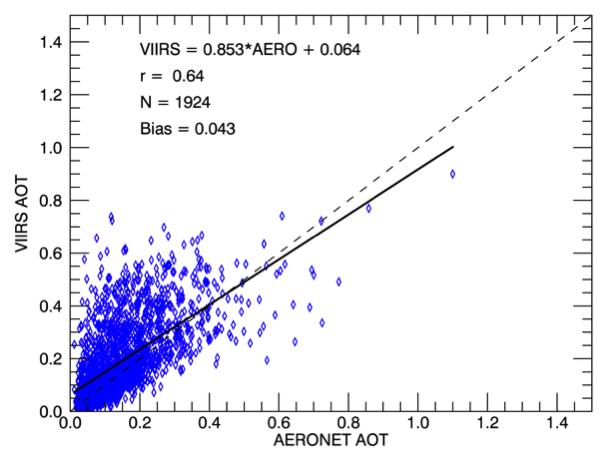 VIIRS = 0.853*AERO + 0.064
r = 0.64
N = 1924
Bias = 0.043
VIIRS AOT
1.4
1.2
1.0
0.8
0.6
0.4
0.2
0.0
0.0 0.2 0.4 0.6 0.8 1.0 1.2 1.4
AERONET AOT